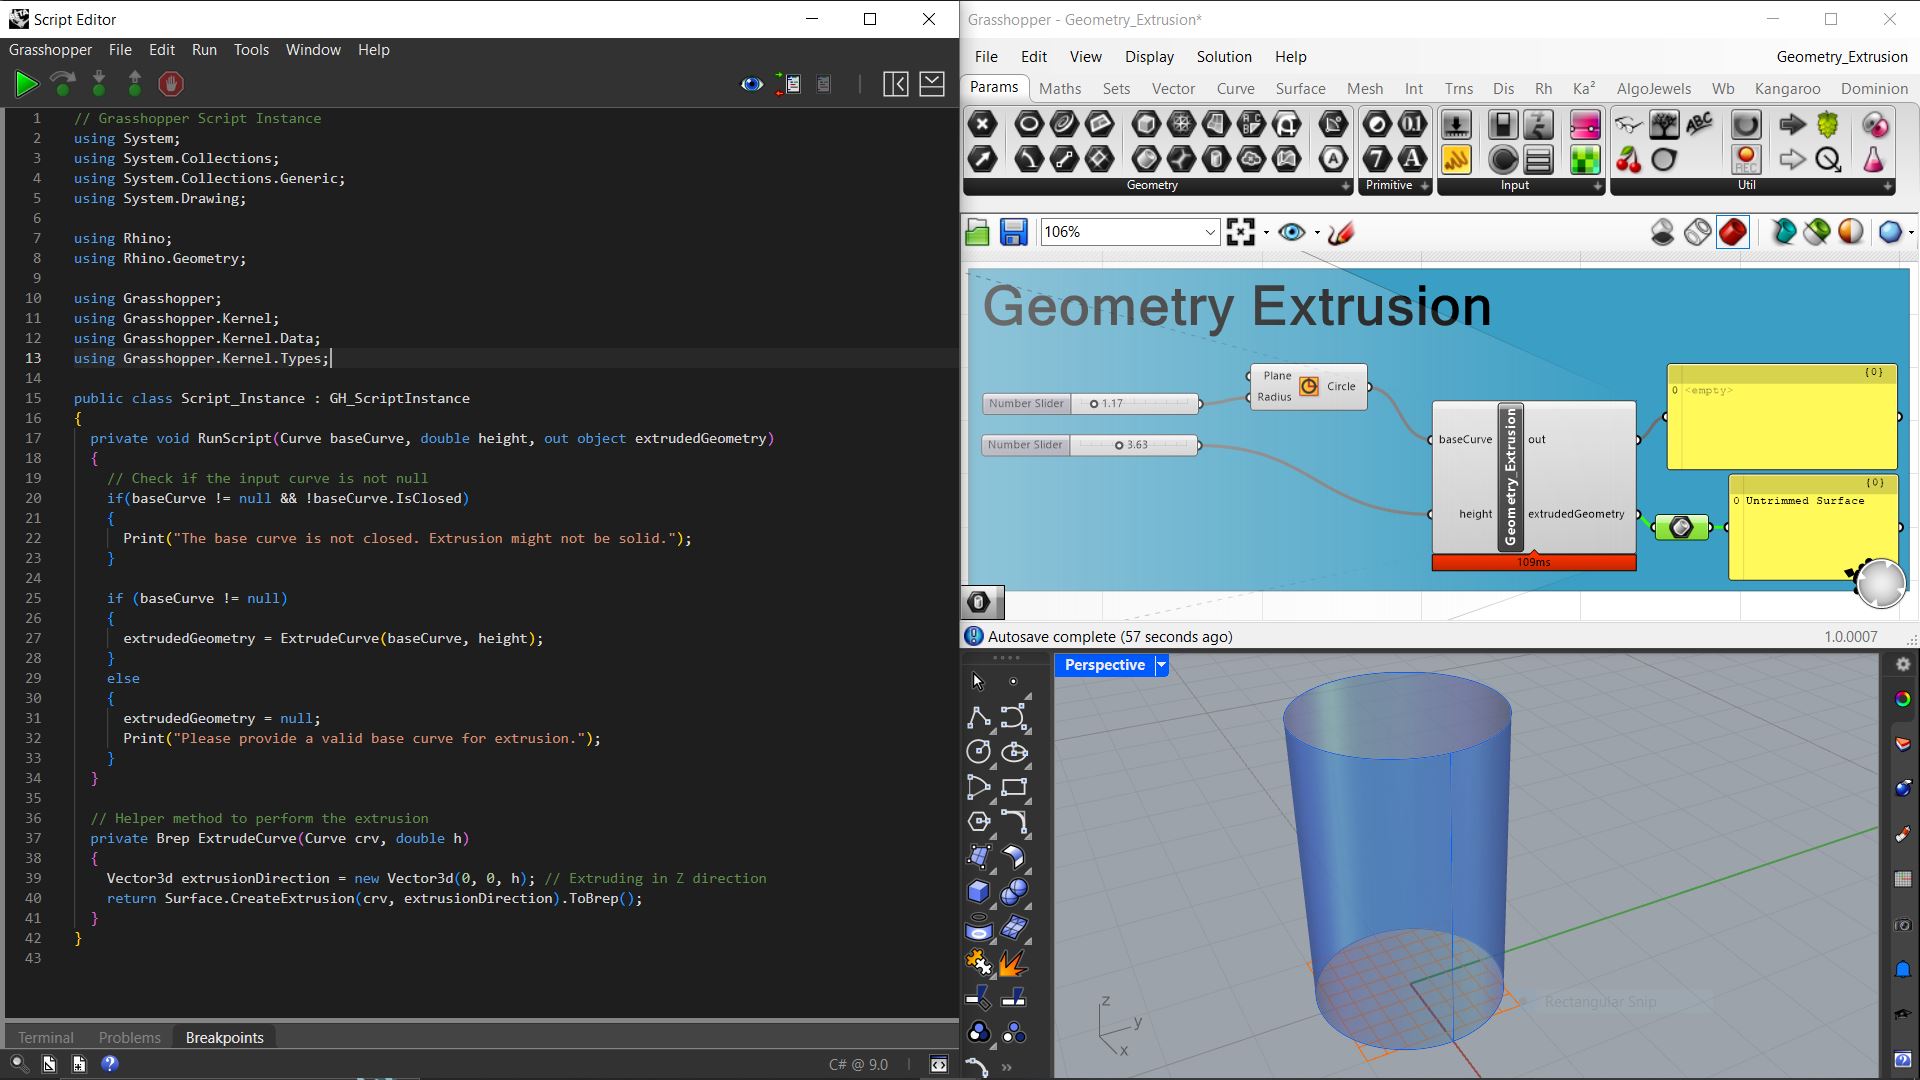 Script Editor
Grasshopper File Edit Run Tools Window Help
1 // Grasshopper Script Instance
2 using System;
3 using System.Collections;
4 using System.Collections.Generic;
5 using System.Drawing;
6
7 using Rhino;
8 using Rhino.Geometry;
9
10 using Grasshopper;
11 using Grasshopper.Kernel;
12 using Grasshopper.Kernel.Data;
13 using Grasshopper.Kernel.Types;
14
15 public class Script_Instance : GH_ScriptInstance
16 {
17 private void RunScript(Curve baseCurve, double height, out object extrudedGeometry)
18 {
19 // Check if the input curve is not null
20 if(baseCurve != null && !baseCurve.IsClosed)
21 {
22 Print("The base curve is not closed. Extrusion might not be solid.");
23 }
24
25 if (baseCurve != null)
26 {
27 extrudedGeometry = ExtrudeCurve(baseCurve, height);
28 }
29 else
30 {
31 extrudedGeometry = null;
32 Print("Please provide a valid base curve for extrusion.");
33 }
34 }
35
36 // Helper method to perform the extrusion
37 private Brep ExtrudeCurve(Curve crv, double h)
38 {
39 Vector3d extrusionDirection = new Vector3d(0, 0, h); // Extruding in Z direction
40 return Surface.CreateExtrusion(crv, extrusionDirection).ToBrep();
41 }
42 }
43
Terminal Problems Breakpoints
C# @ 9.0
Grasshopper - Geometry_Extrusion*
File Edit View Display Solution Help Geometry_Extrusion
Params Maths Sets Vector Curve Surface Mesh Int Trns Dis Rh Ka² AlgoJewels Wb Kangaroo Dominion
Geometry Primitive Input Util
106%
Geometry Extrusion
Number Slider 1.17
Number Slider 3.63
Plane
Radius
Circle
baseCurve
height
Geometry_Extrusion
out
extrudedGeometry
109ms
{0}
0 <empty>
{0}
0 Untrimmed Surface
Autosave complete (57 seconds ago) 1.0.0007
Perspective
Rectangular Snip
z
y
x